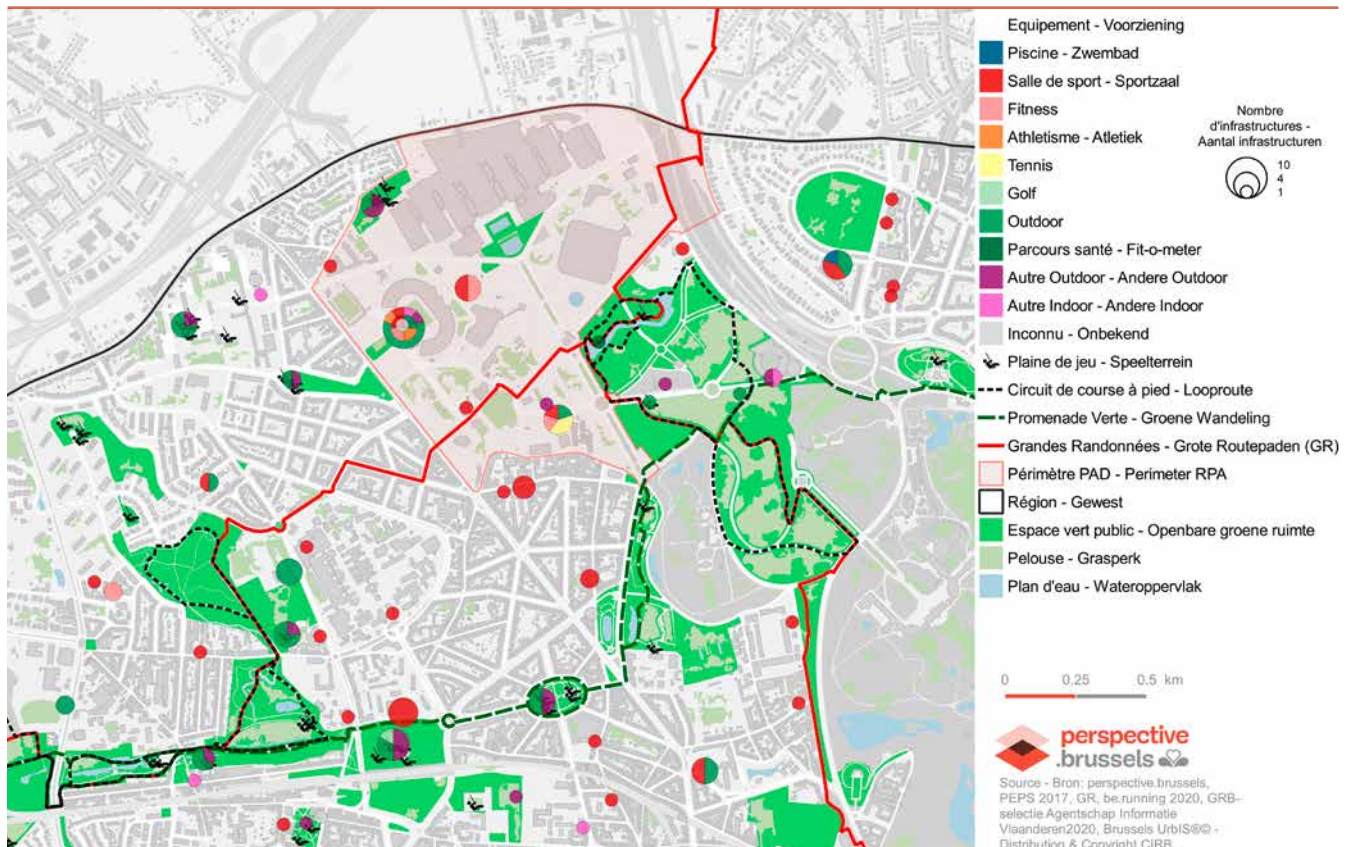 Equipement - Voorziening
Piscine - Zwembad
Salle de sport - Sportzaal
Fitness
Athletisme - Atletiek
Tennis
Golf
Outdoor
Parcours santé - Fit-o-meter
Autre Outdoor - Andere Outdoor
Autre Indoor - Andere Indoor
Inconnu - Onbekend
Plaine de jeu - Speelterrein
Circuit de course à pied - Looproute
Promenade Verte - Groene Wandeling
Grandes Randonnées - Grote Routepaden (GR)
Périmètre PAD - Perimeter RPA
Région - Gewest
Espace vert public - Openbare groene ruimte
Pelouse - Grasperk
Plan d'eau - Wateroppervlak
Nombre
d'infrastructures -
Aantal infrastructuren
10
4
1
0 0,25 0,5 km
perspective
.brussels
Source - Bron: perspective.brussels,
PEPS 2017, GR, be.running 2020, GRB-
selectie Agentschap Informatie
Vlaanderen2020, Brussels UrbIS®© -
Distribution & Copyright CIRB